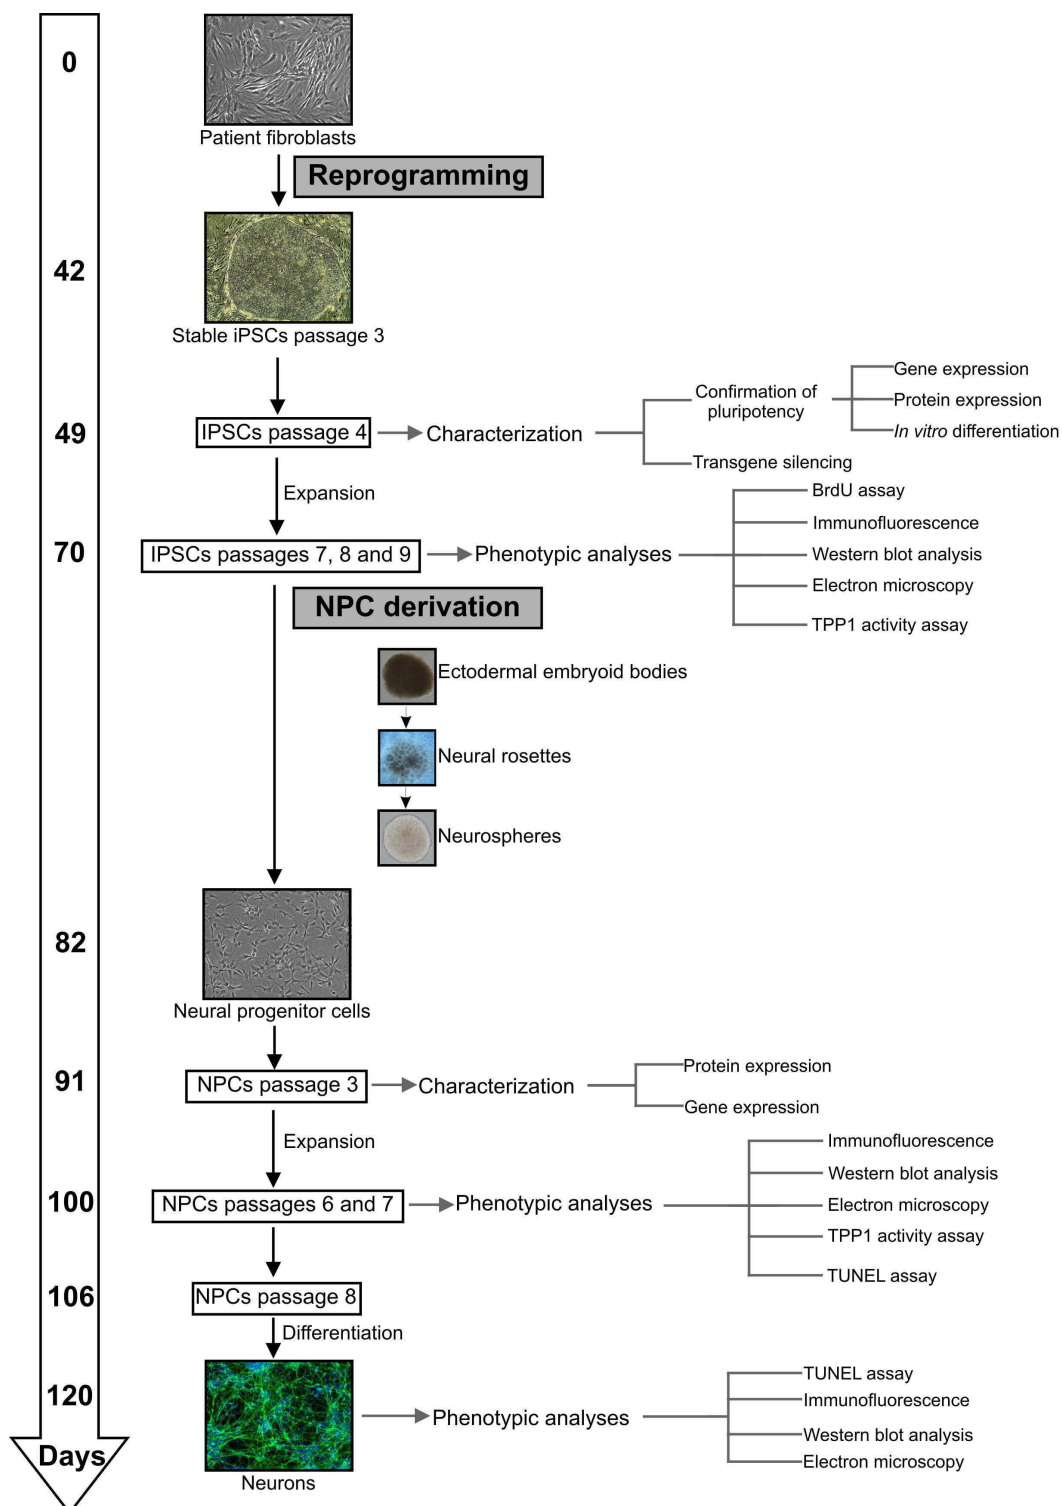 0
Patient fibroblasts
Reprogramming
42
Stable iPSCs passage 3
49
IPSCs passage 4
Characterization
Confirmation of
pluripotency
Gene expression
Protein expression
In vitro differentiation
Transgene silencing
Expansion
70
IPSCs passages 7, 8 and 9
Phenotypic analyses
BrdU assay
Immunofluorescence
Western blot analysis
Electron microscopy
TPP1 activity assay
NPC derivation
Ectodermal embryoid bodies
Neural rosettes
Neurospheres
82
Neural progenitor cells
91
NPCs passage 3
Characterization
Protein expression
Gene expression
Expansion
100
NPCs passages 6 and 7
Phenotypic analyses
Immunofluorescence
Western blot analysis
Electron microscopy
TPP1 activity assay
TUNEL assay
106
NPCs passage 8
Differentiation
120
Phenotypic analyses
TUNEL assay
Immunofluorescence
Western blot analysis
Electron microscopy
Days
Neurons